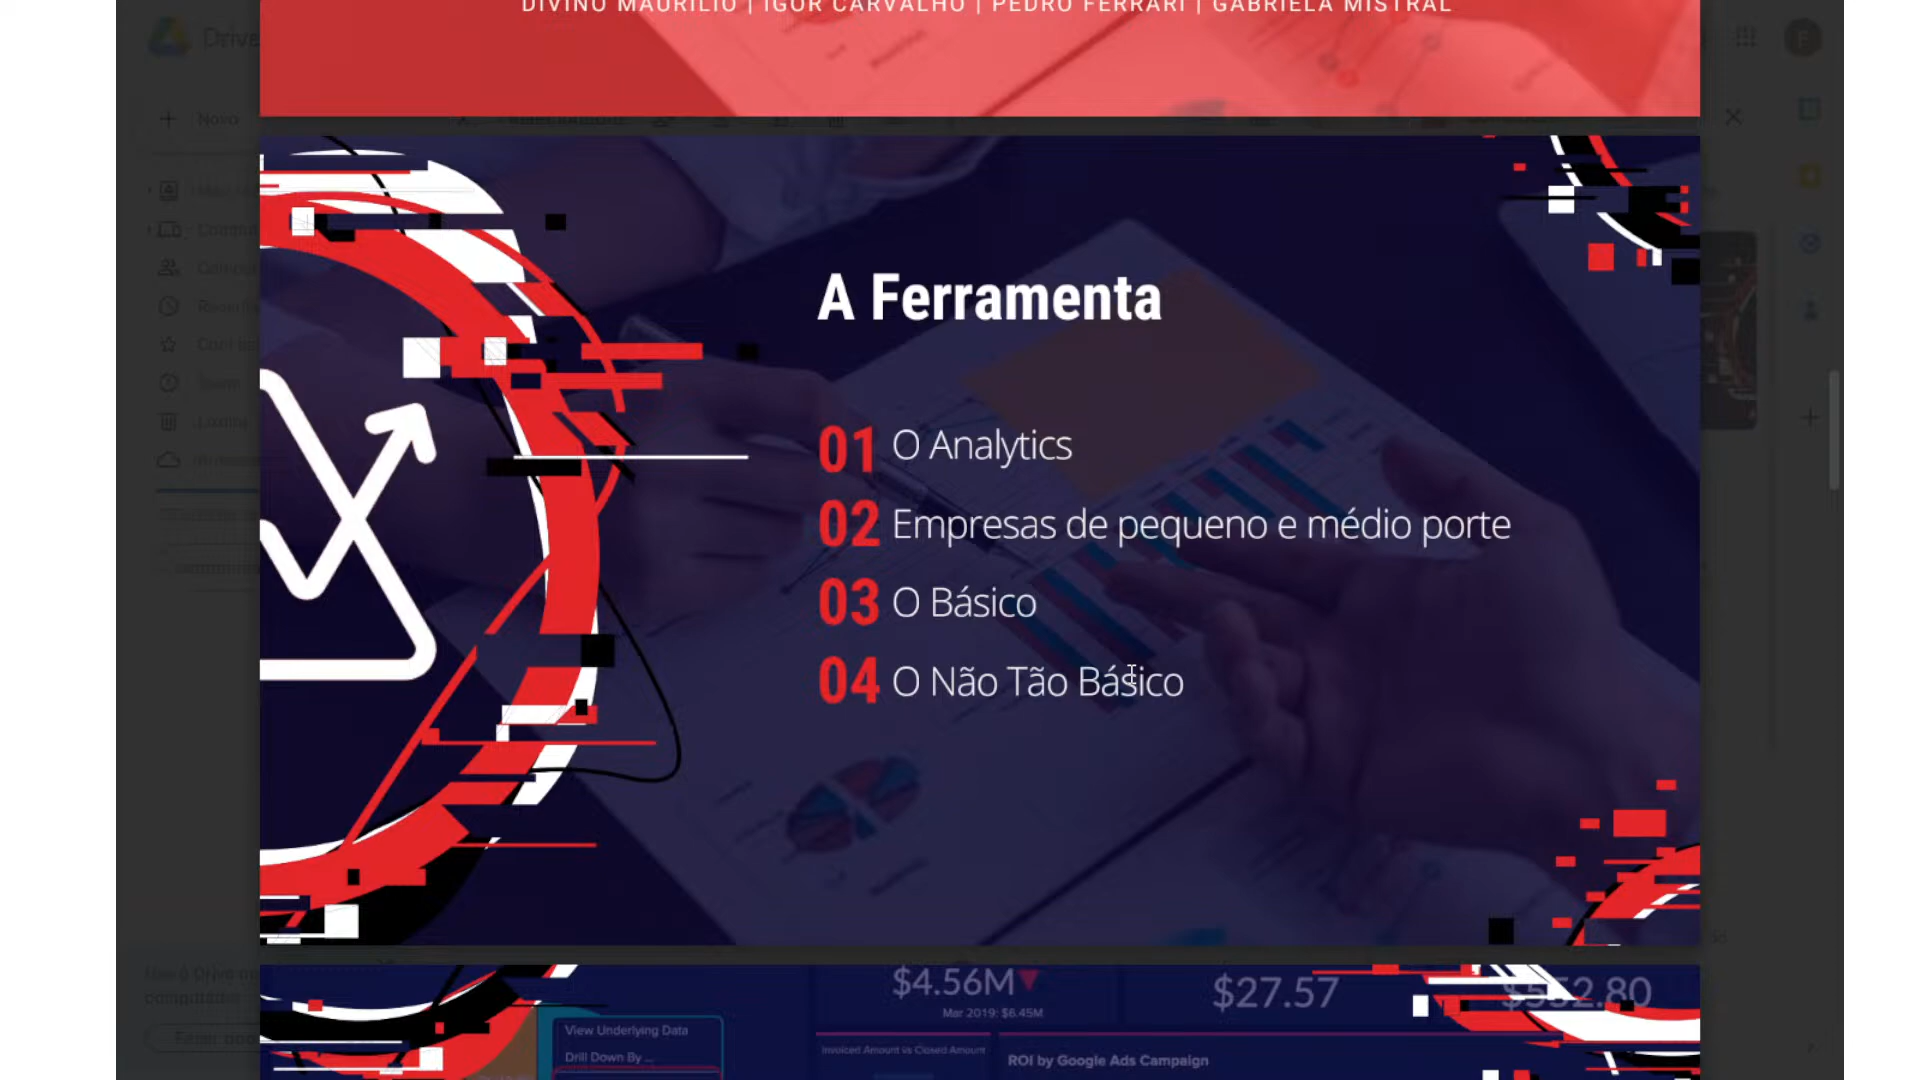 DIVINO MAURILIO | IGOR CARVALHO | PEDRO FERRARI | GABRIELA MISTRAL
Drive
Novo
A Ferramenta
01 O Analytics
02 Empresas de pequeno e médio porte
03 O Básico
04 O Não Tão Básico
$4.56M
$27.57
Mar 2019: $6.45M
View Underlying Data
Drill Down By ...
Invoiced Amount vs Closed Amount
ROI by Google Ads Campaign